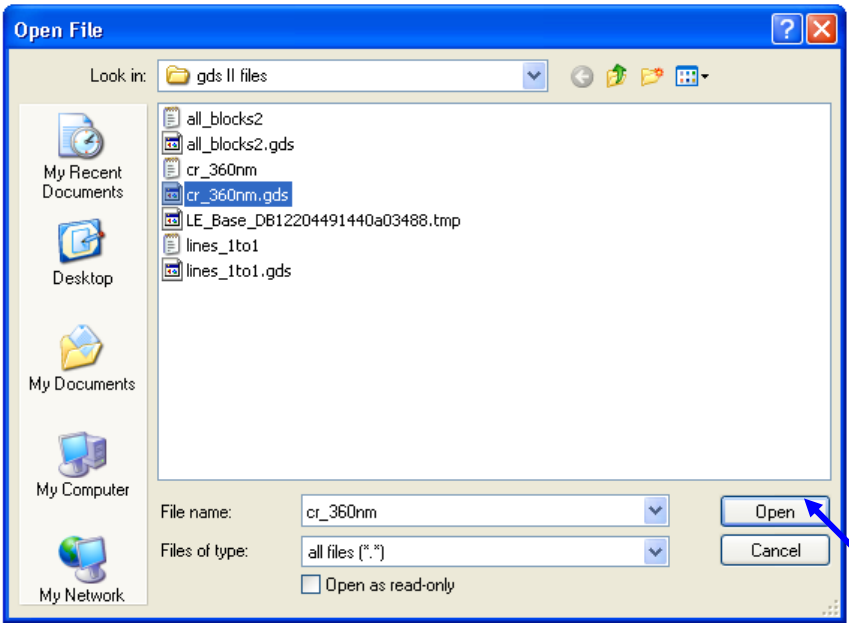 Open File
Look in: gds II files
all_blocks2
all_blocks2.gds
cr_360nm
cr_360nm.gds
LE_Base_DB12204491440a03488.tmp
lines_1to1
lines_1to1.gds
My Recent
Documents
Desktop
My Documents
My Computer
My Network
File name: cr_360nm Open
Files of type: all files (*.*) Cancel
Open as read-only